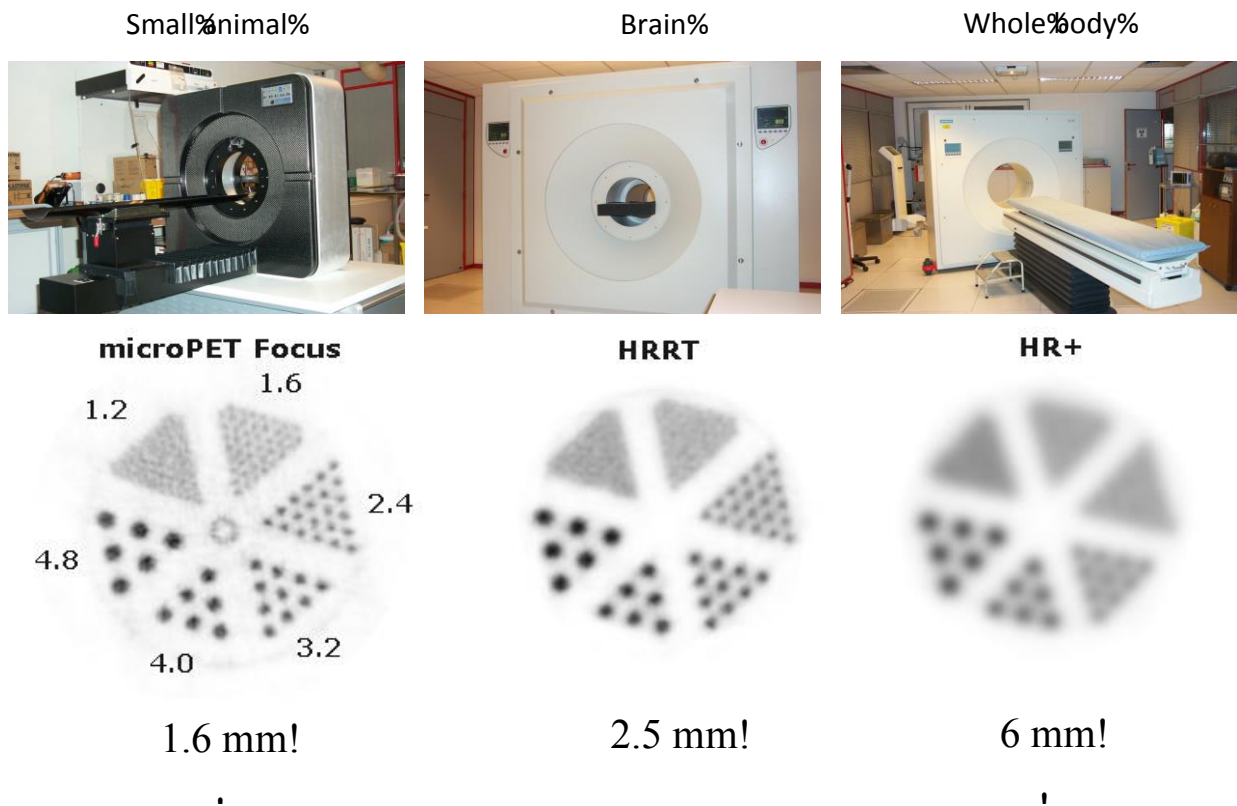 Small%animal%
Brain%
Whole%body%
microPET Focus
HRRT
HR+
1.6
1.2
2.4
4.8
3.2
4.0
1.6 mm!
2.5 mm!
6 mm!
!
!